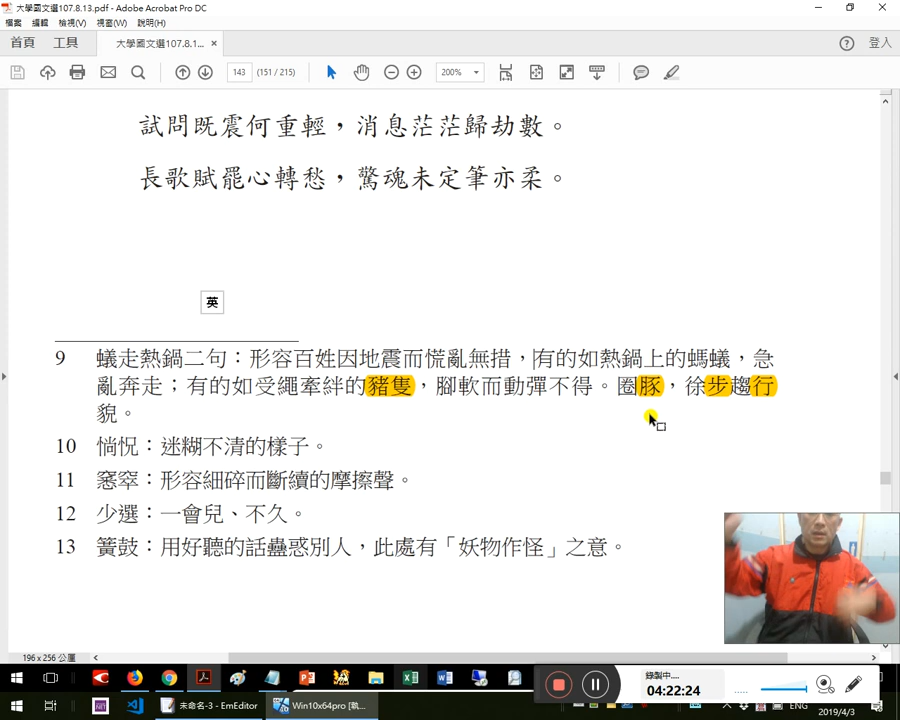 大學國文選107.8.13.pdf - Adobe Acrobat Pro DC
檔案 編輯 檢視(V) 視窗(W) 說明(H)
首頁 工具 大學國文選107.8.1... × 登入
143 (151 / 215) 200%
試問既震何重輕，消息茫茫歸劫數。
長歌賦罷心轉愁，驚魂未定筆亦柔。
英
9 蟻走熱鍋二句：形容百姓因地震而慌亂無措，有的如熱鍋上的螞蟻，急
亂奔走；有的如受繩牽絆的豬隻，腳軟而動彈不得。圈豚，徐步趨行
貌。
10 惝怳：迷糊不清的樣子。
11 窸窣：形容細碎而斷續的摩擦聲。
12 少選：一會兒、不久。
13 簧鼓：用好聽的話蠱惑別人，此處有「妖物作怪」之意。
196 x 256 公厘
錄製中....
04:22:24
未命名-3 - EmEditor
Win10x64pro [執...
ENG
2019/4/3